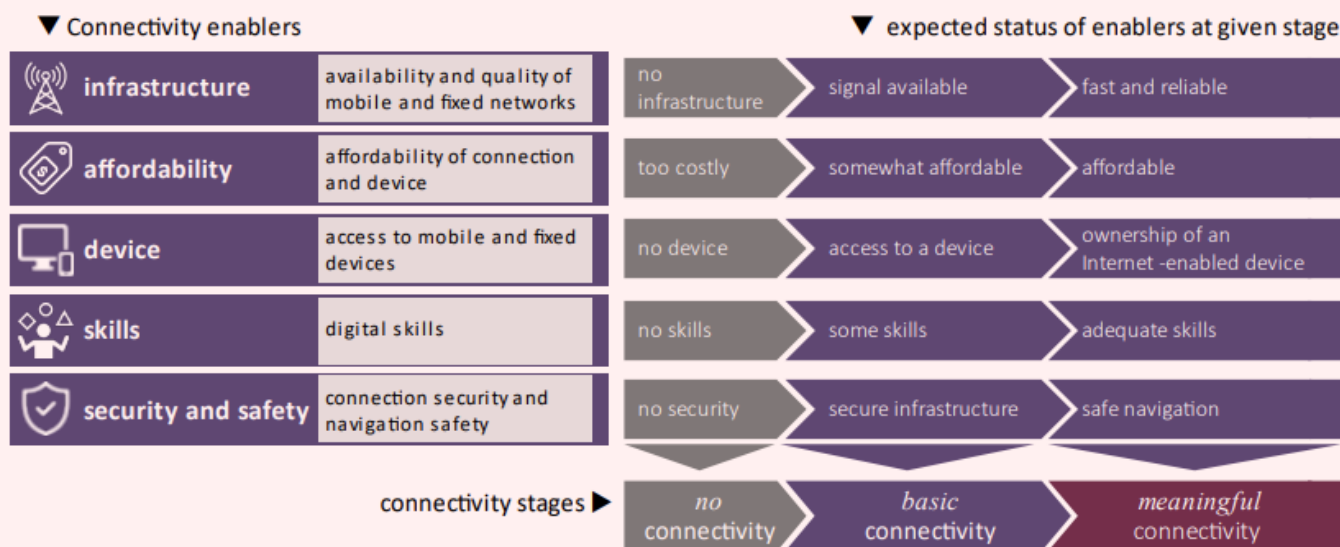 ▼ Connectivity enablers
▼ expected status of enablers at given stage
infrastructure
availability and quality of
mobile and fixed networks
no
infrastructure
signal available
fast and reliable
affordability
affordability of connection
and device
too costly
somewhat affordable
affordable
device
access to mobile and fixed
devices
no device
access to a device
ownership of an
Internet -enabled device
skills
digital skills
no skills
some skills
adequate skills
security and safety
connection security and
navigation safety
no security
secure infrastructure
safe navigation
connectivity stages ▶
no
connectivity
basic
connectivity
meaningful
connectivity